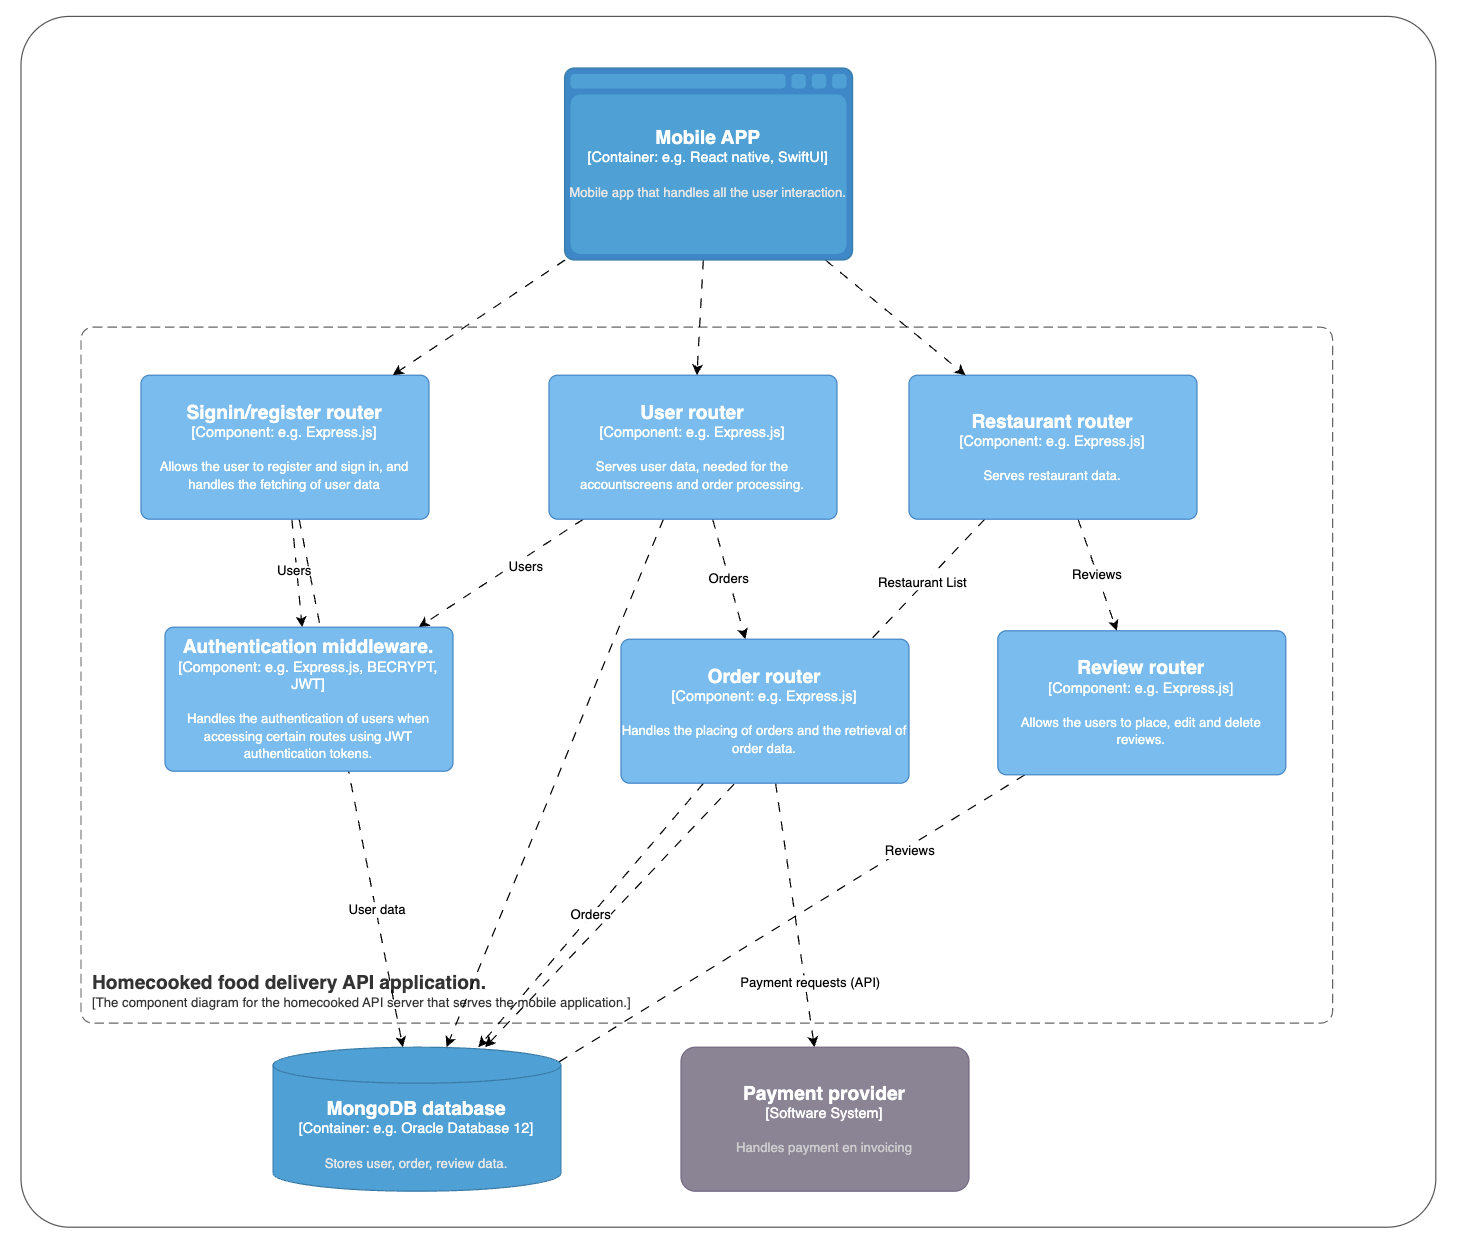 Mobile APP
[Container: e.g. React native, SwiftUI]
Mobile app that handles all the user interaction.
Signin/register router
[Component: e.g. Express.js]
Allows the user to register and sign in, and
handles the fetching of user data
User router
[Component: e.g. Express.js]
Serves user data, needed for the
accountscreens and order processing.
Restaurant router
[Component: e.g. Express.js]
Serves restaurant data.
Users
Users
Orders
Restaurant List
Reviews
Authentication middleware.
[Component: e.g. Express.js, BECRYPT,
JWT]
Handles the authentication of users when
accessing certain routes using JWT
authentication tokens.
Order router
[Component: e.g. Express.js]
Handles the placing of orders and the retrieval of
order data.
Review router
[Component: e.g. Express.js]
Allows the users to place, edit and delete
reviews.
Reviews
User data
Orders
Payment requests (API)
Homecooked food delivery API application.
[The component diagram for the homecooked API server that serves the mobile application.]
MongoDB database
[Container: e.g. Oracle Database 12]
Stores user, order, review data.
Payment provider
[Software System]
Handles payment en invoicing